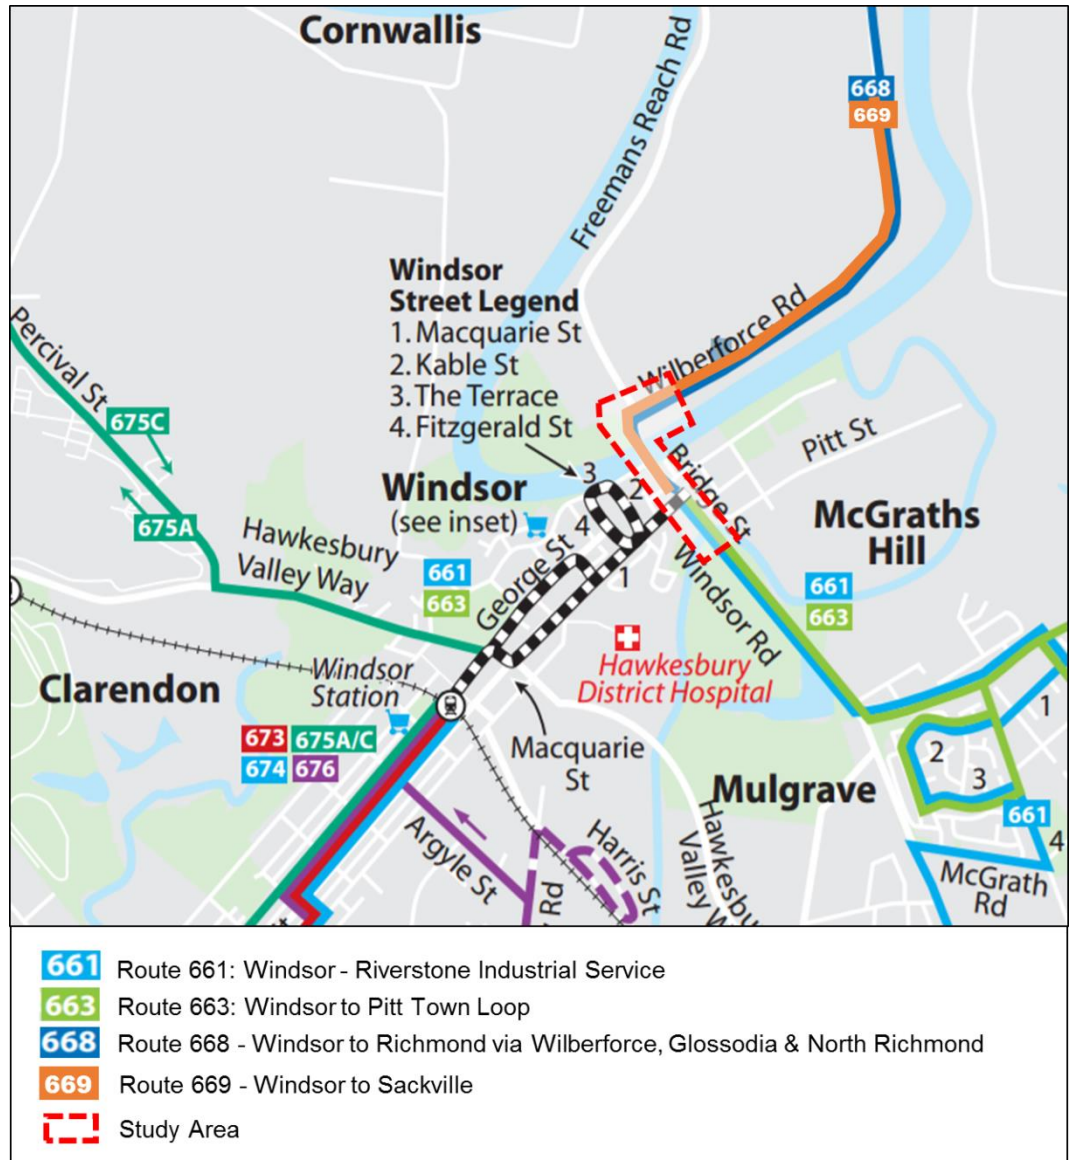 Cornwallis
Freemans Reach Rd
668
669
Windsor
Street Legend
1. Macquarie St
2. Kable St
3. The Terrace
4. Fitzgerald St
Wilberforce Rd
Percival St
675C
675A
Hawkesbury
Valley Way
Windsor
(see inset)
3
2
4
1
Bridge St
Pitt St
McGraths
Hill
661
663
George St
661
663
Windsor Rd
Hawkesbury
District Hospital
Clarendon
Windsor
Station
673 675A/C
674 676
Macquarie
St
Mulgrave
1
2
3
661
4
McGrath
Rd
Argyle St
Harris St
Rd
Hawkesbu
Valley W
661 Route 661: Windsor - Riverstone Industrial Service
663 Route 663: Windsor to Pitt Town Loop
668 Route 668 - Windsor to Richmond via Wilberforce, Glossodia & North Richmond
669 Route 669 - Windsor to Sackville
Study Area